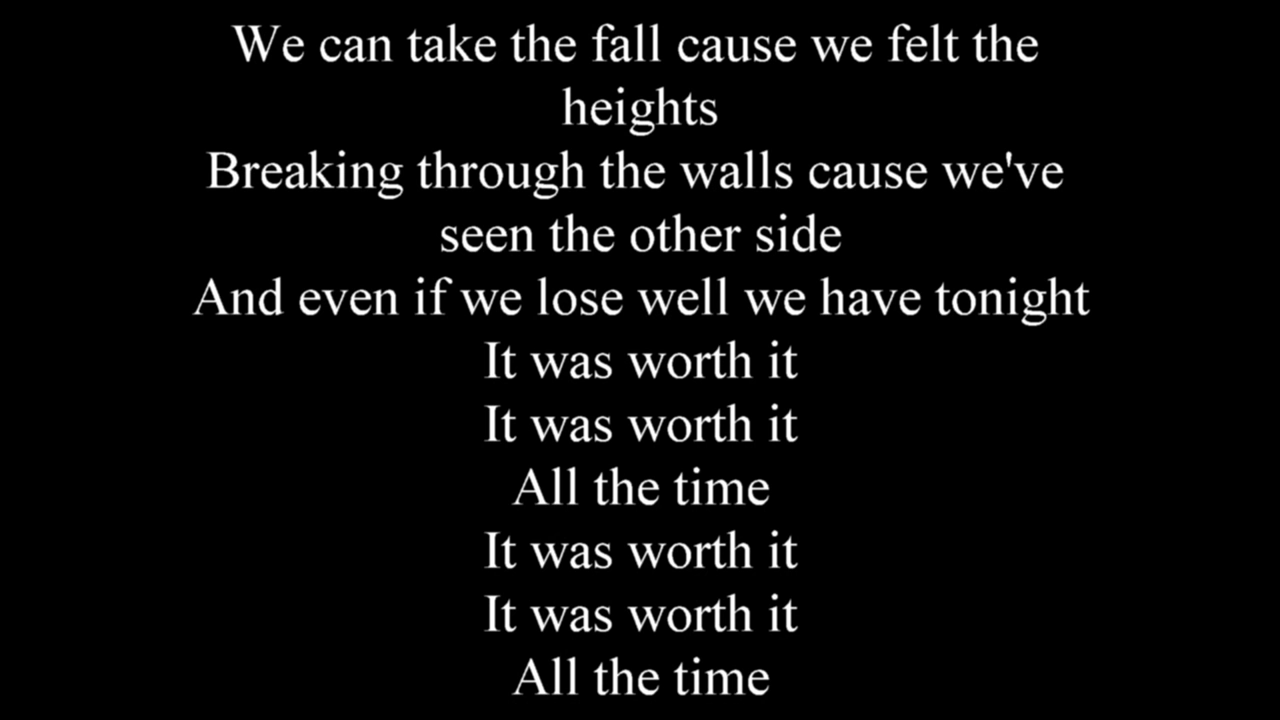 We can take the fall cause we felt the
heights
Breaking through the walls cause we've
seen the other side
And even if we lose well we have tonight
It was worth it
It was worth it
All the time
It was worth it
It was worth it
All the time